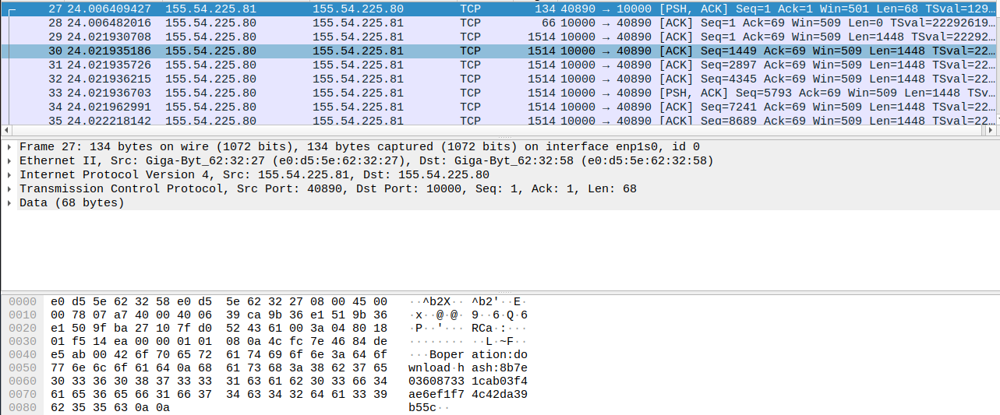 27 24.006409427 155.54.225.81 155.54.225.80 TCP 134 40890 → 10000 [PSH, ACK] Seq=1 Ack=1 Win=501 Len=68 TSval=129…
28 24.006482016 155.54.225.80 155.54.225.81 TCP 66 10000 → 40890 [ACK] Seq=1 Ack=69 Win=509 Len=0 TSval=22292619…
29 24.021930708 155.54.225.80 155.54.225.81 TCP 1514 10000 → 40890 [ACK] Seq=1 Ack=69 Win=509 Len=1448 TSval=22292…
30 24.021935186 155.54.225.80 155.54.225.81 TCP 1514 10000 → 40890 [ACK] Seq=1449 Ack=69 Win=509 Len=1448 TSval=22…
31 24.021935726 155.54.225.80 155.54.225.81 TCP 1514 10000 → 40890 [ACK] Seq=2897 Ack=69 Win=509 Len=1448 TSval=22…
32 24.021936215 155.54.225.80 155.54.225.81 TCP 1514 10000 → 40890 [ACK] Seq=4345 Ack=69 Win=509 Len=1448 TSval=22…
33 24.021936703 155.54.225.80 155.54.225.81 TCP 1514 10000 → 40890 [PSH, ACK] Seq=5793 Ack=69 Win=509 Len=1448 TSv…
34 24.021962991 155.54.225.80 155.54.225.81 TCP 1514 10000 → 40890 [ACK] Seq=7241 Ack=69 Win=509 Len=1448 TSval=22…
35 24.022218142 155.54.225.80 155.54.225.81 TCP 1514 10000 → 40890 [ACK] Seq=8689 Ack=69 Win=509 Len=1448 TSval=22…
Frame 27: 134 bytes on wire (1072 bits), 134 bytes captured (1072 bits) on interface enp1s0, id 0
Ethernet II, Src: Giga-Byt_62:32:27 (e0:d5:5e:62:32:27), Dst: Giga-Byt_62:32:58 (e0:d5:5e:62:32:58)
Internet Protocol Version 4, Src: 155.54.225.81, Dst: 155.54.225.80
Transmission Control Protocol, Src Port: 40890, Dst Port: 10000, Seq: 1, Ack: 1, Len: 68
Data (68 bytes)
0000 e0 d5 5e 62 32 58 e0 d5 5e 62 32 27 08 00 45 00 ··^b2X·· ^b2'··E·
0010 00 78 07 a7 40 00 40 06 39 ca 9b 36 e1 51 9b 36 ·x··@·@· 9··6·Q·6
0020 e1 50 9f ba 27 10 7f d0 52 43 61 00 3a 04 80 18 ·P··'··· RCa·:···
0030 01 f5 14 ea 00 00 01 01 08 0a 4c fc 7e 46 84 de ········ ··L·~F··
0040 e5 ab 00 42 6f 70 65 72 61 74 69 6f 6e 3a 64 6f ···Boper ation:do
0050 77 6e 6c 6f 61 64 0a 68 61 73 68 3a 38 62 37 65 wnload·h ash:8b7e
0060 30 33 36 30 38 37 33 33 31 63 61 62 30 33 66 34 03608733 1cab03f4
0070 61 65 36 65 66 31 66 37 34 63 34 32 64 61 33 39 ae6ef1f7 4c42da39
0080 62 35 35 63 0a 0a b55c··